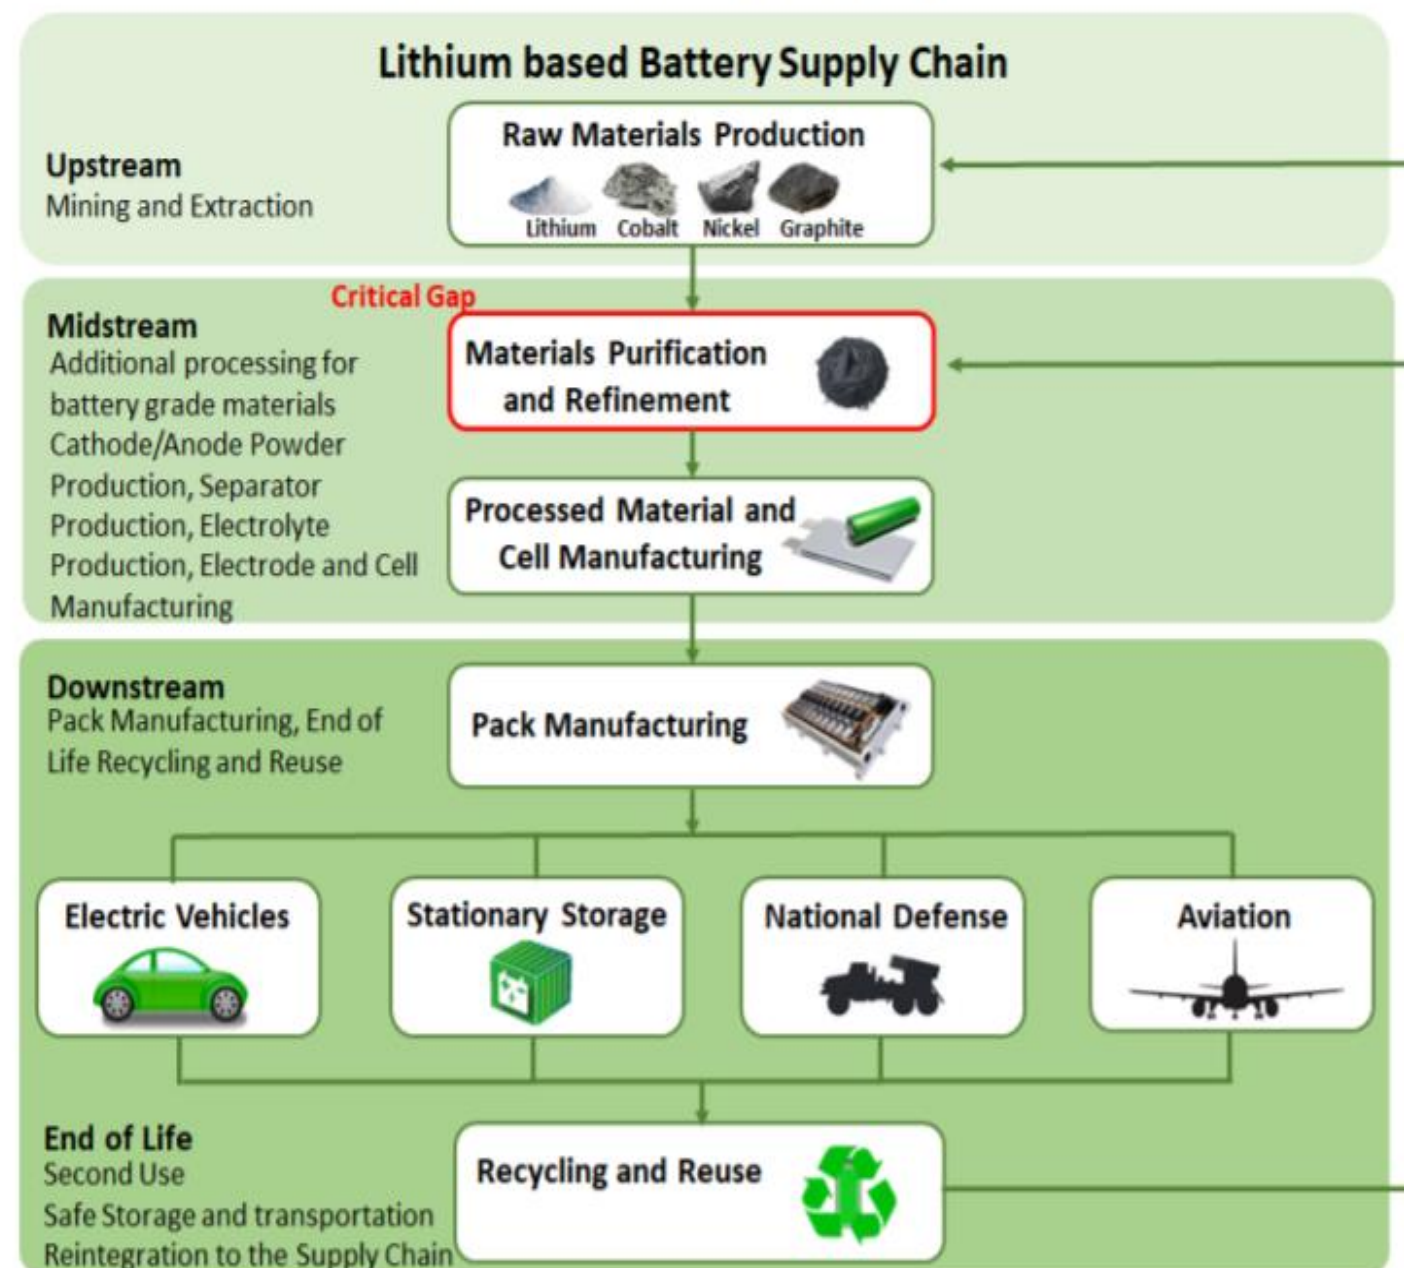 Lithium based Battery Supply Chain
Raw Materials Production
Lithium Cobalt Nickel Graphite
Upstream
Mining and Extraction
Critical Gap
Midstream
Additional processing for
battery grade materials
Cathode/Anode Powder
Production, Separator
Production, Electrolyte
Production, Electrode and Cell
Manufacturing
Materials Purification
and Refinement
Processed Material and
Cell Manufacturing
Downstream
Pack Manufacturing, End of
Life Recycling and Reuse
Pack Manufacturing
Electric Vehicles
Stationary Storage
National Defense
Aviation
End of Life
Second Use
Safe Storage and transportation
Reintegration to the Supply Chain
Recycling and Reuse